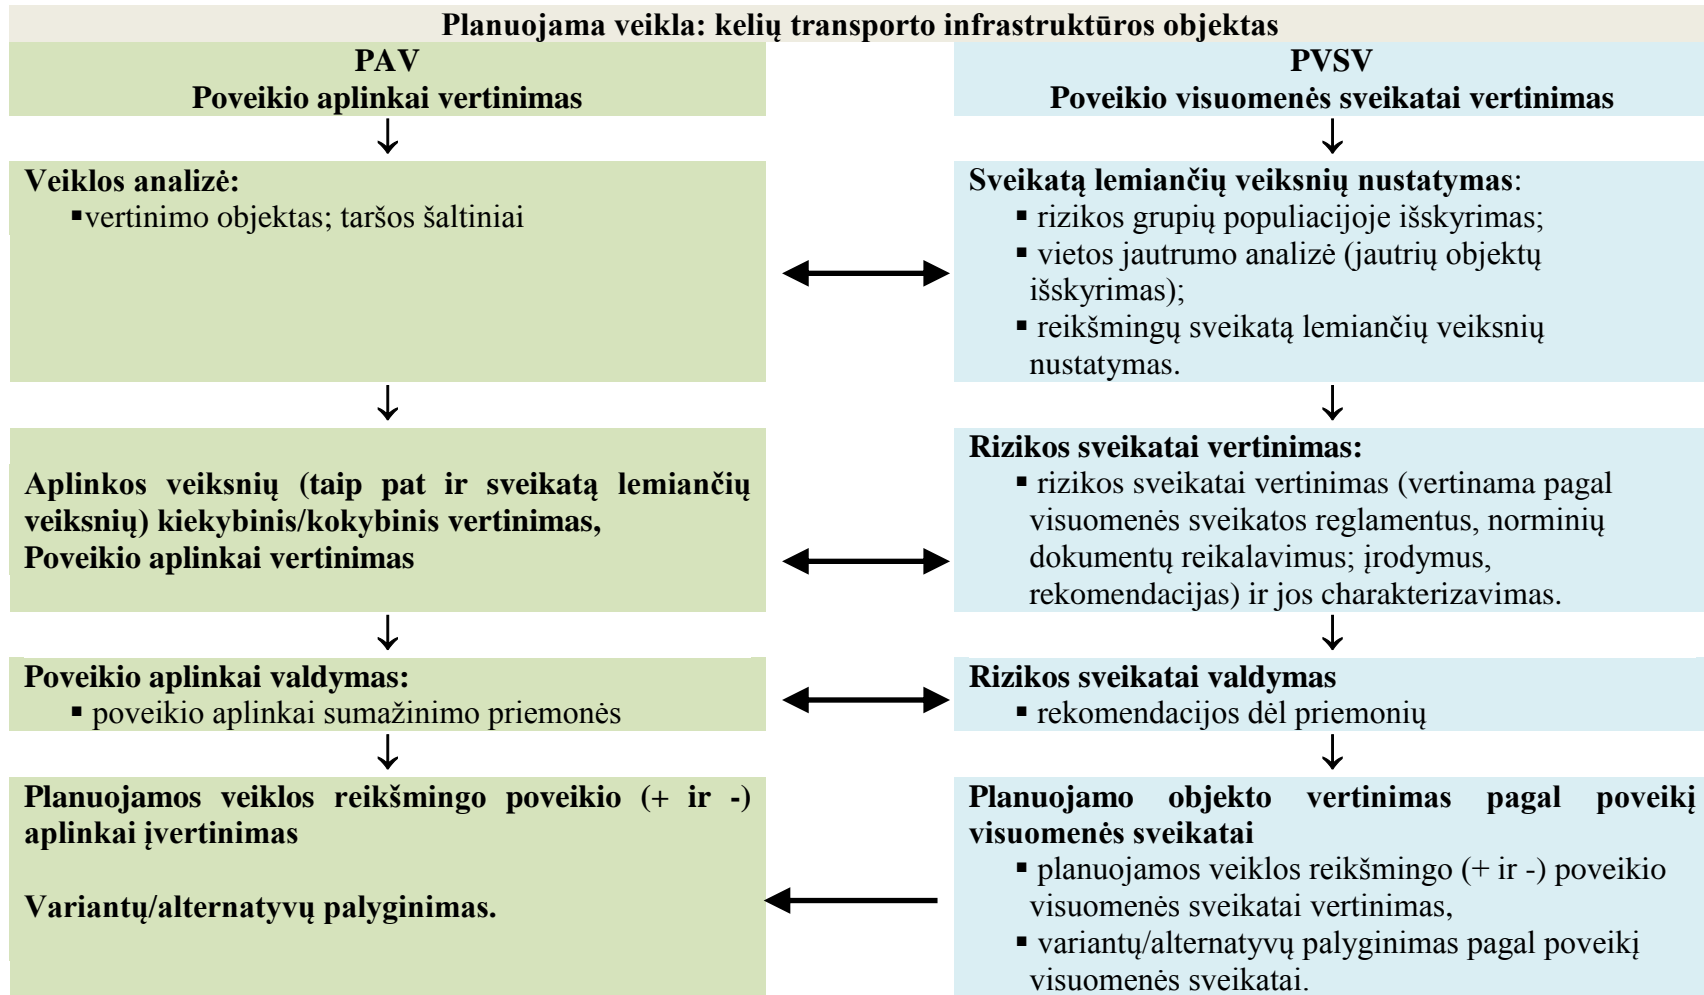 Planuojama veikla: kelių transporto infrastruktūros objektas
PAV
Poveikio aplinkai vertinimas
PVSV
Poveikio visuomenės sveikatai vertinimas
Veiklos analizė:
▪vertinimo objektas; taršos šaltiniai
Sveikatą lemiančių veiksnių nustatymas:
▪ rizikos grupių populiacijoje išskyrimas;
▪ vietos jautrumo analizė (jautrių objektų
išskyrimas);
▪ reikšmingų sveikatą lemiančių veiksnių
nustatymas.
Aplinkos veiksnių (taip pat ir sveikatą lemiančių
veiksnių) kiekybinis/kokybinis vertinimas,
Poveikio aplinkai vertinimas
Rizikos sveikatai vertinimas:
▪ rizikos sveikatai vertinimas (vertinama pagal
visuomenės sveikatos reglamentus, norminių
dokumentų reikalavimus; įrodymus,
rekomendacijas) ir jos charakterizavimas.
Poveikio aplinkai valdymas:
▪ poveikio aplinkai sumažinimo priemonės
Rizikos sveikatai valdymas
▪ rekomendacijos dėl priemonių
Planuojamos veiklos reikšmingo poveikio (+ ir -)
aplinkai įvertinimas
Variantų/alternatyvų palyginimas.
Planuojamo objekto vertinimas pagal poveikį
visuomenės sveikatai
▪ planuojamos veiklos reikšmingo (+ ir -) poveikio
visuomenės sveikatai vertinimas,
▪ variantų/alternatyvų palyginimas pagal poveikį
visuomenės sveikatai.